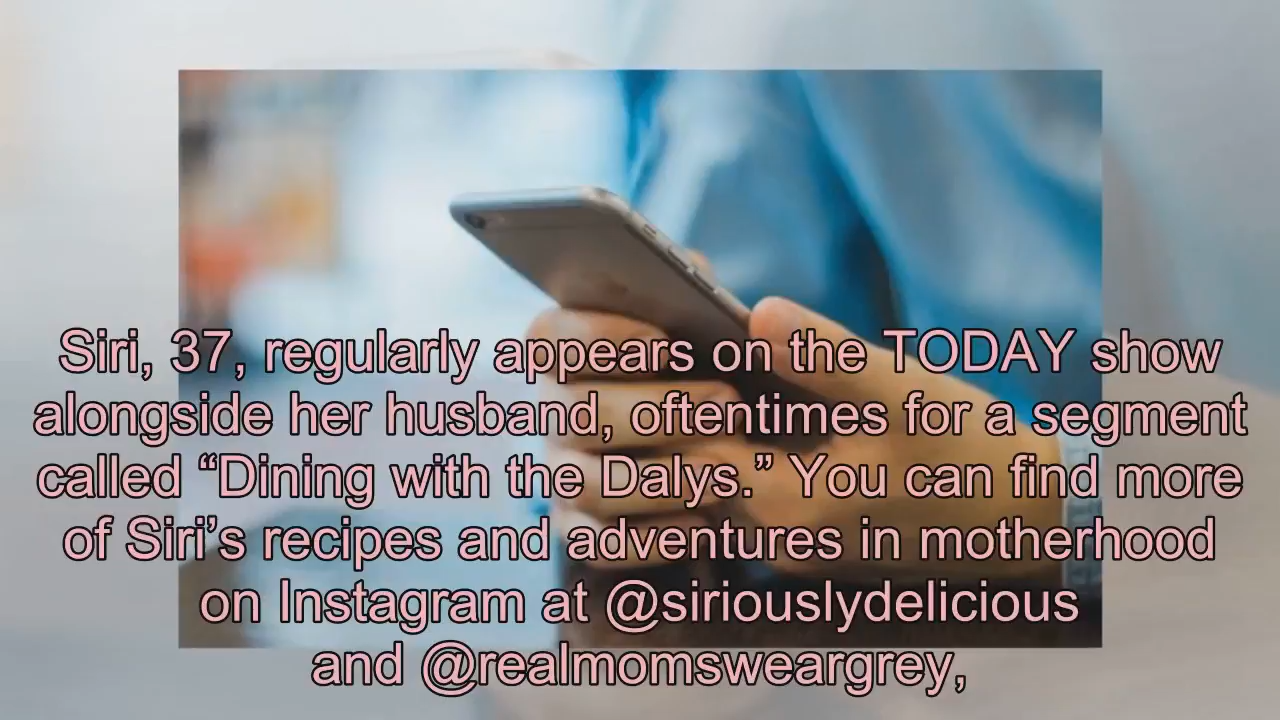 Siri, 37, regularly appears on the TODAY show
alongside her husband, oftentimes for a segment
called “Dining with the Dalys.” You can find more
of Siri’s recipes and adventures in motherhood
on Instagram at @siriouslydelicious
and @realmomsweargrey,